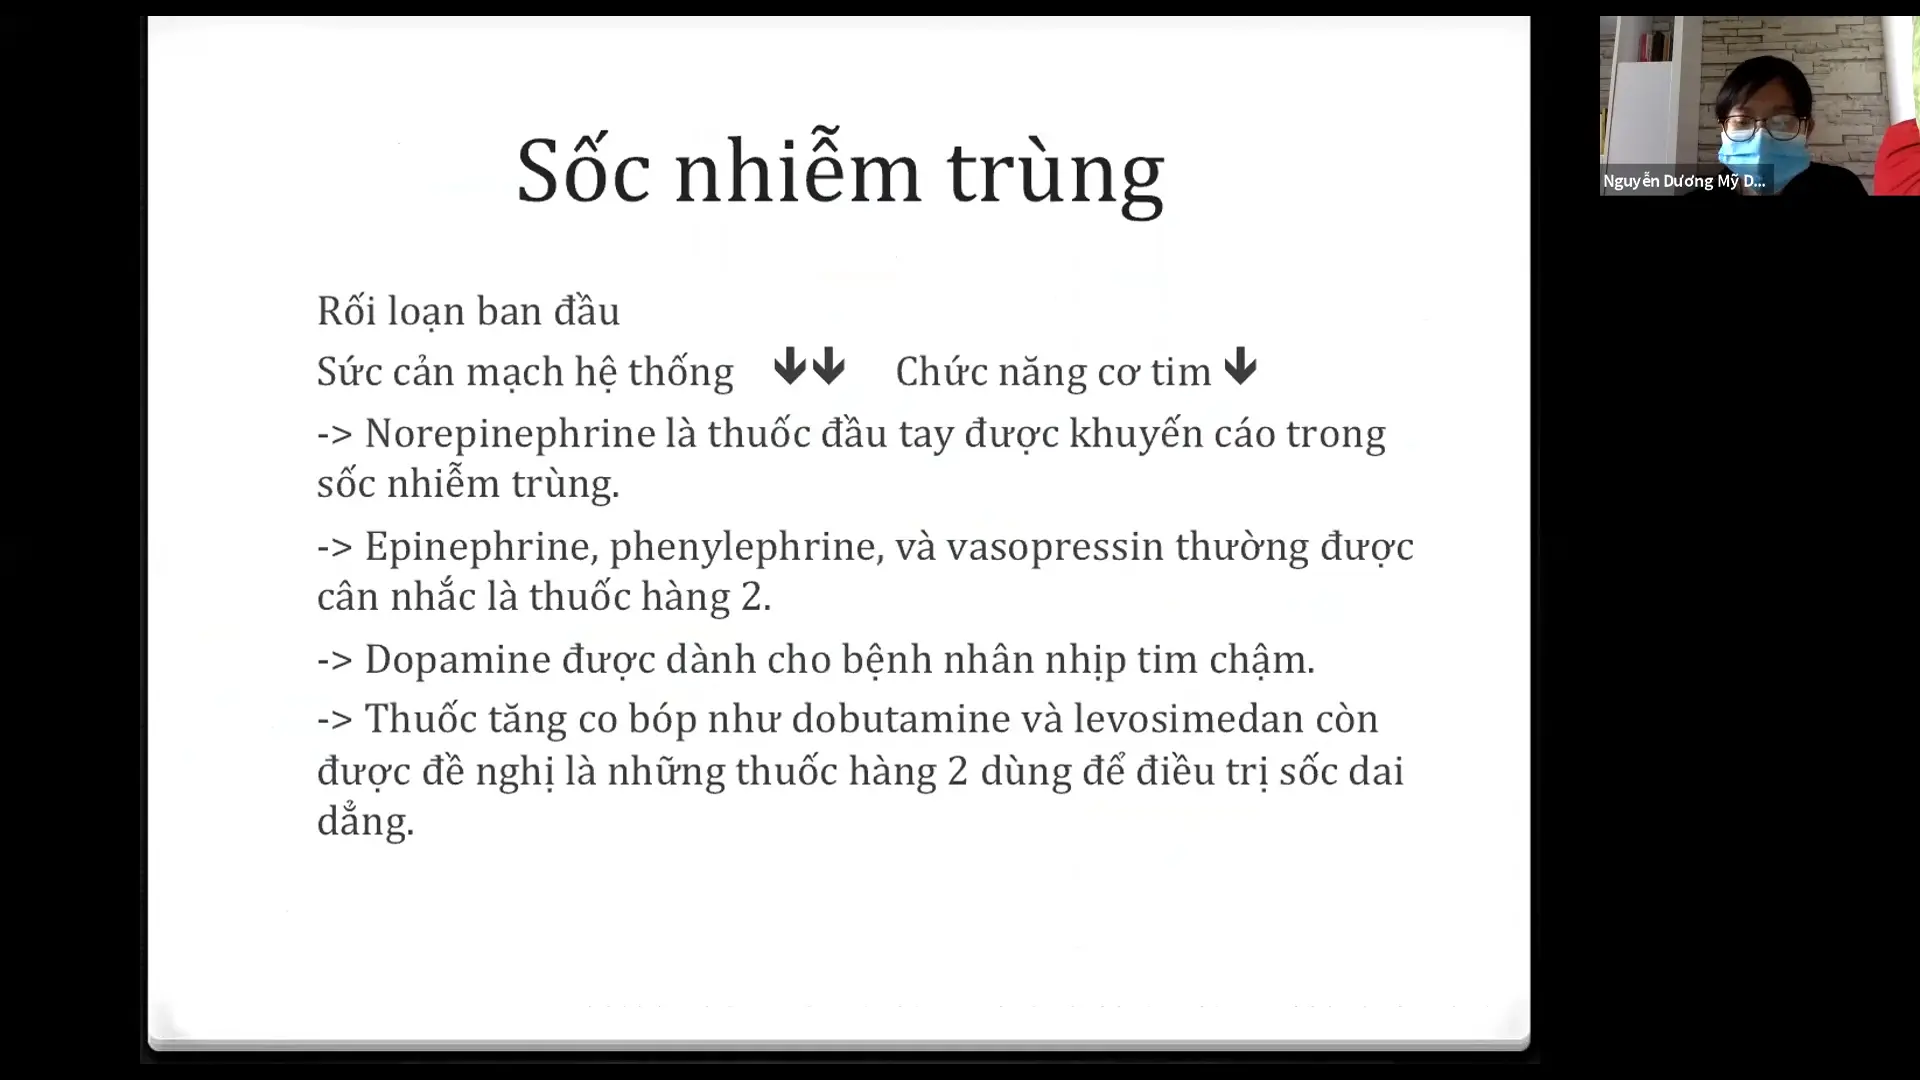 Sốc nhiễm trùng
Nguyễn Dương Mỹ D...
Rối loạn ban đầu
Sức cản mạch hệ thống ↓↓ Chức năng cơ tim ↓
-> Norepinephrine là thuốc đầu tay được khuyến cáo trong
sốc nhiễm trùng.
-> Epinephrine, phenylephrine, và vasopressin thường được
cân nhắc là thuốc hàng 2.
-> Dopamine được dành cho bệnh nhân nhịp tim chậm.
-> Thuốc tăng co bóp như dobutamine và levosimedan còn
được đề nghị là những thuốc hàng 2 dùng để điều trị sốc dai
dẳng.